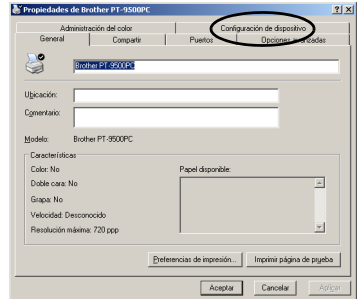 Propiedades de Brother PT-9500PC
Administración del color Configuración de dispositivo
General Compartir Puertos Opciones avanzadas
Brother PT-9500PC
Ubicación:
Comentario:
Modelo: Brother PT-9500PC
Características
Color: No Papel disponible:
Doble cara: No
Grapa: No
Velocidad: Desconocido
Resolución máxima: 720 ppp
Preferencias de impresión... Imprimir página de prueba
Aceptar Cancelar Aplicar